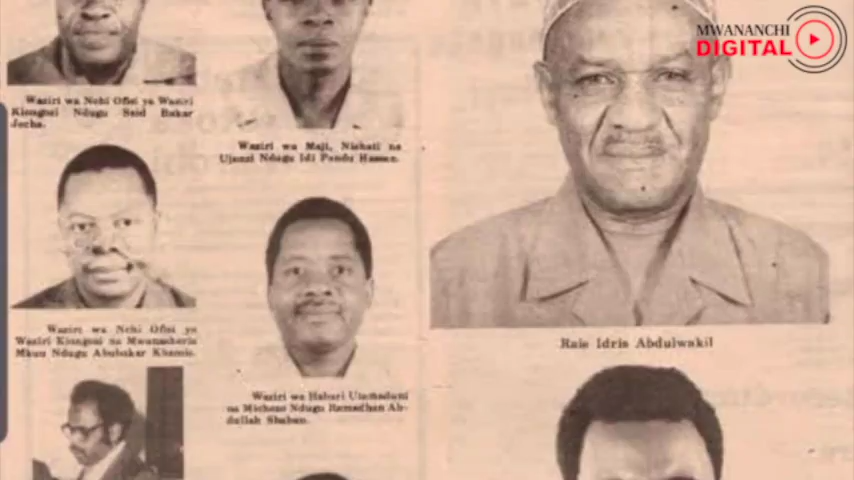 MWANANCHI
DIGITAL
Waziri wa Nchi Ofisi ya Waziri
Kiongozi Ndugu Said Bakar
Jecha.
Waziri wa Maji, Nishati na
Ujenzi Ndugu Idi Pandu Hassan.
Waziri wa Nchi Ofisi ya
Waziri Kiongozi na Mwanasheria
Mkuu Ndugu Abubakar Khamis.
Rais Idris Abdulwakil
Waziri wa Habari Utamaduni
na Michezo Ndugu Ramadhan Ab-
dullah Shaban.